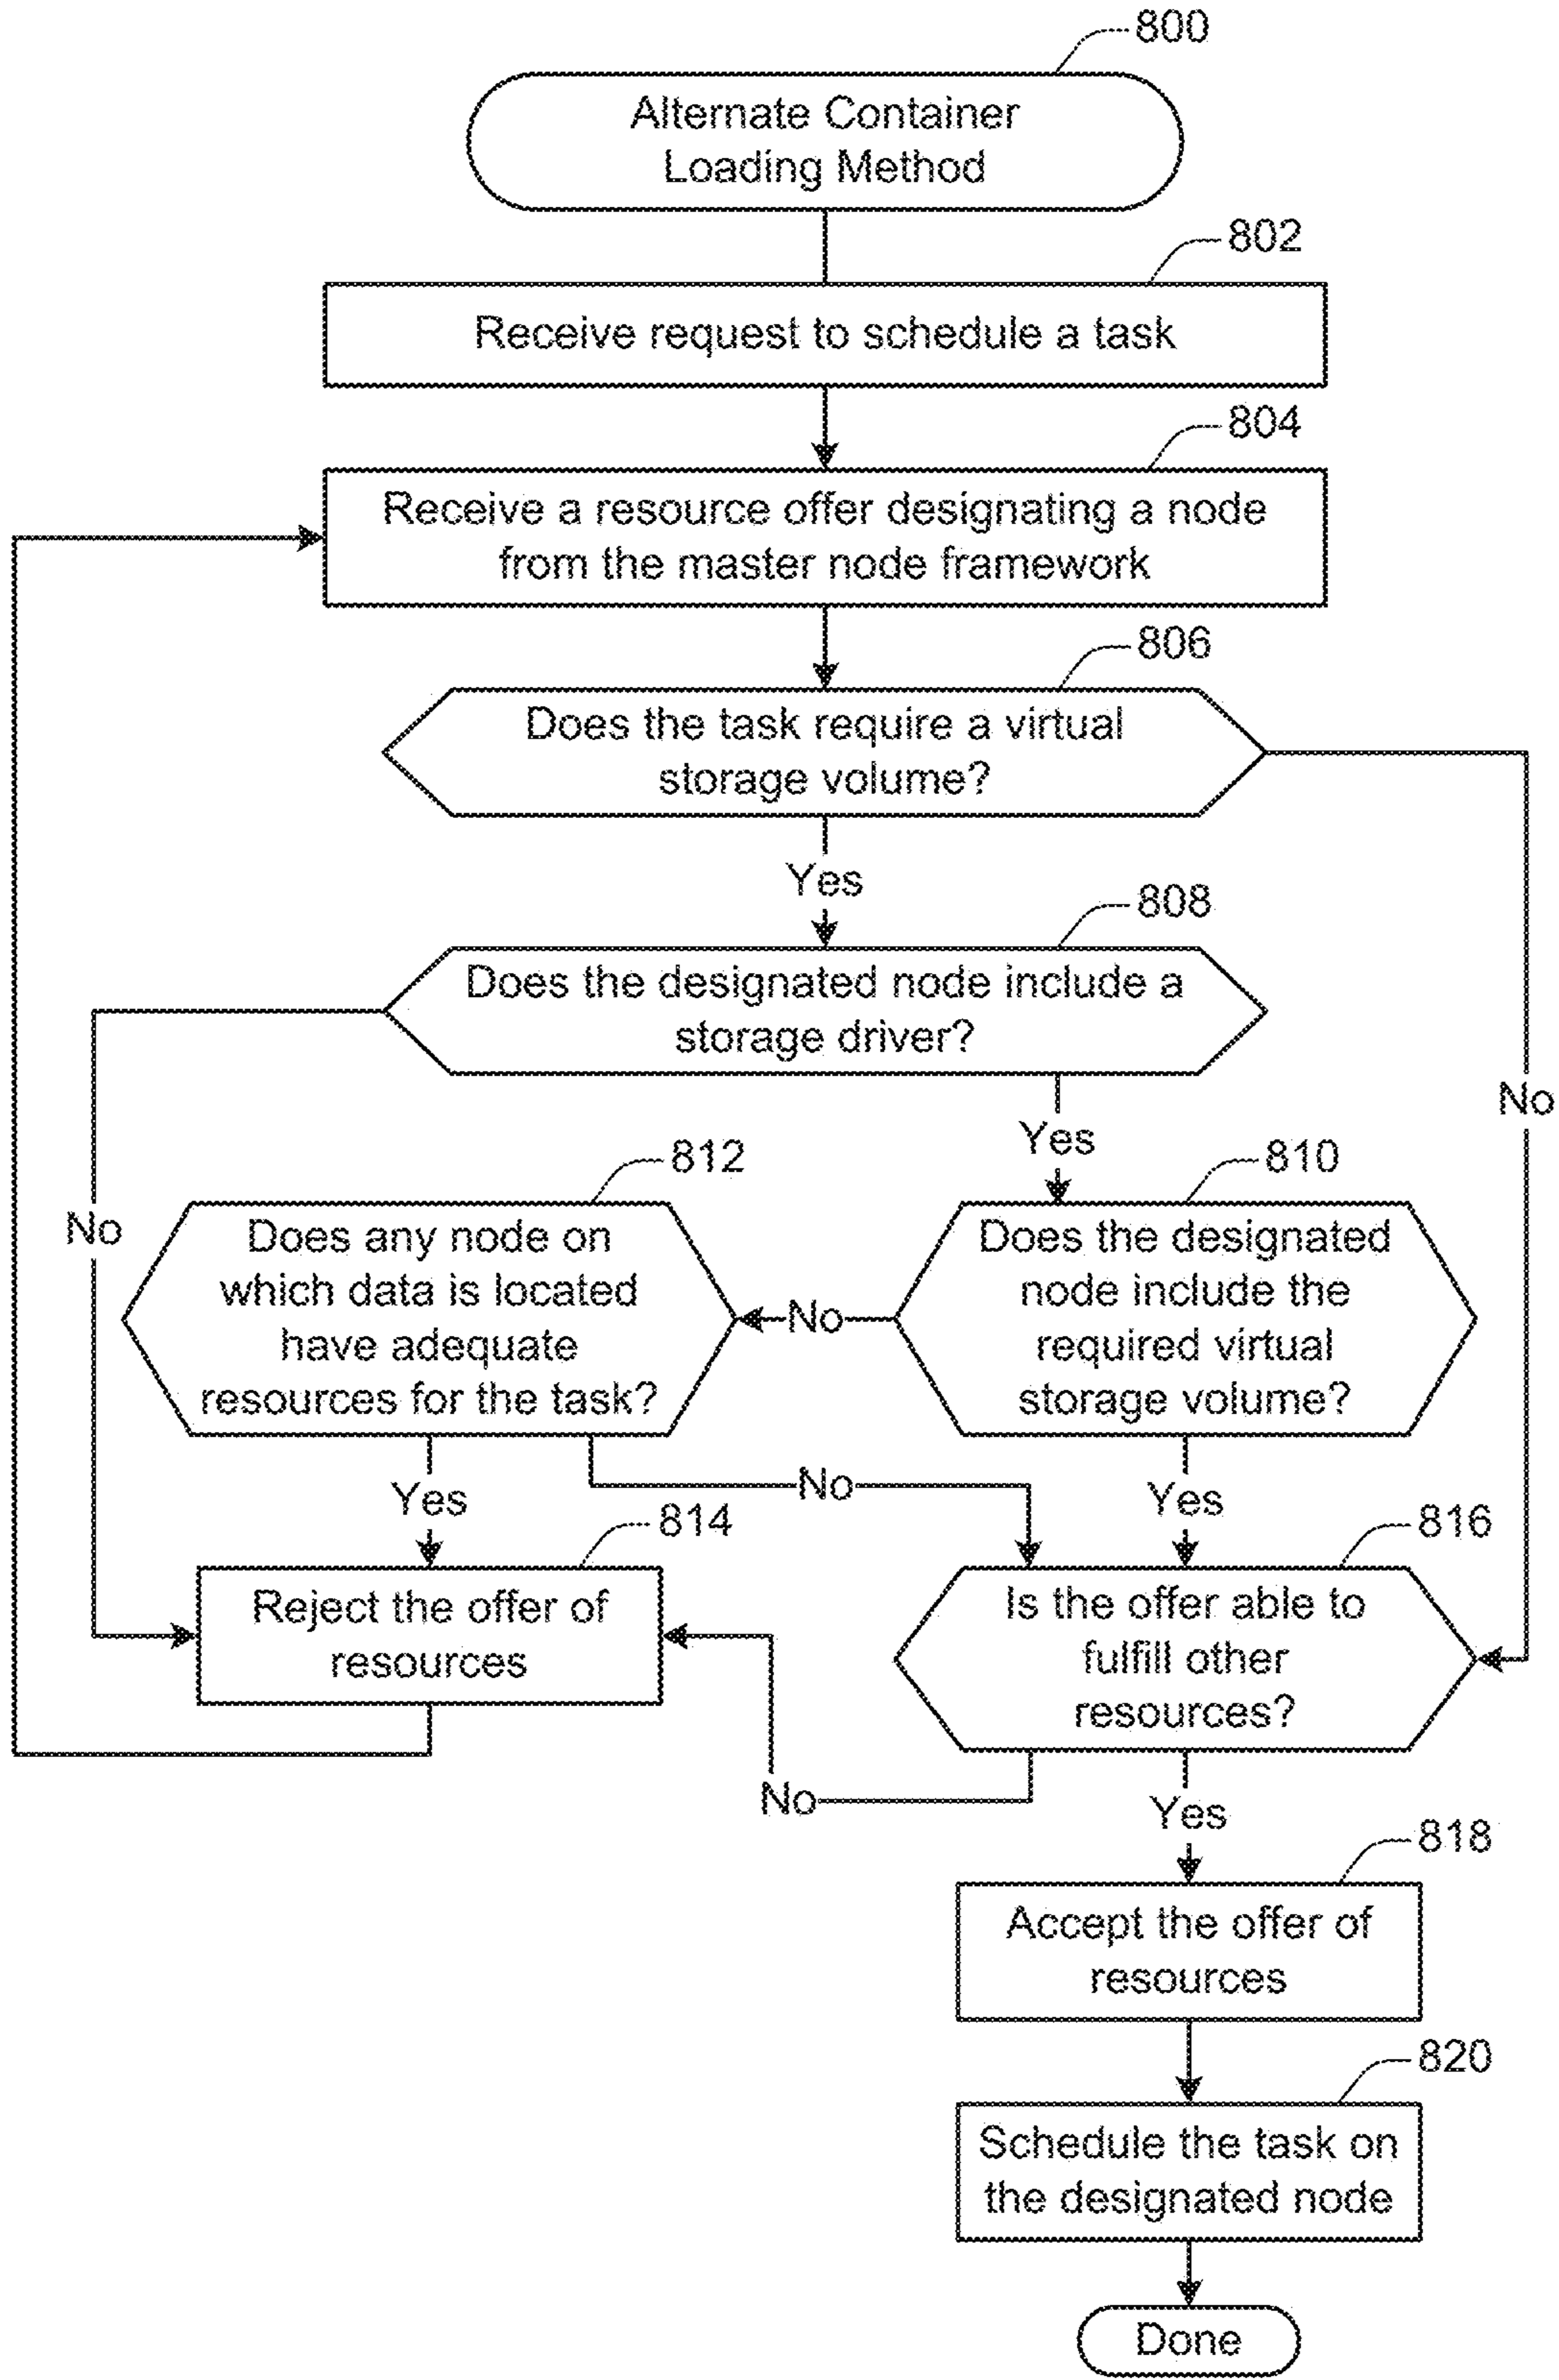 800
Alternate Container
Loading Method
802
Receive request to schedule a task
804
Receive a resource offer designating a node
from the master node framework
806
Does the task require a virtual
storage volume?
Yes
808
Does the designated node include a
storage driver?
No
Yes
812
810
No
Does any node on
which data is located
have adequate
resources for the task?
No
Does the designated
node include the
required virtual
storage volume?
Yes
No
Yes
814
816
Reject the offer of
resources
Is the offer able to
fulfill other
resources?
No
Yes
818
Accept the offer of
resources
820
Schedule the task on
the designated node
Done